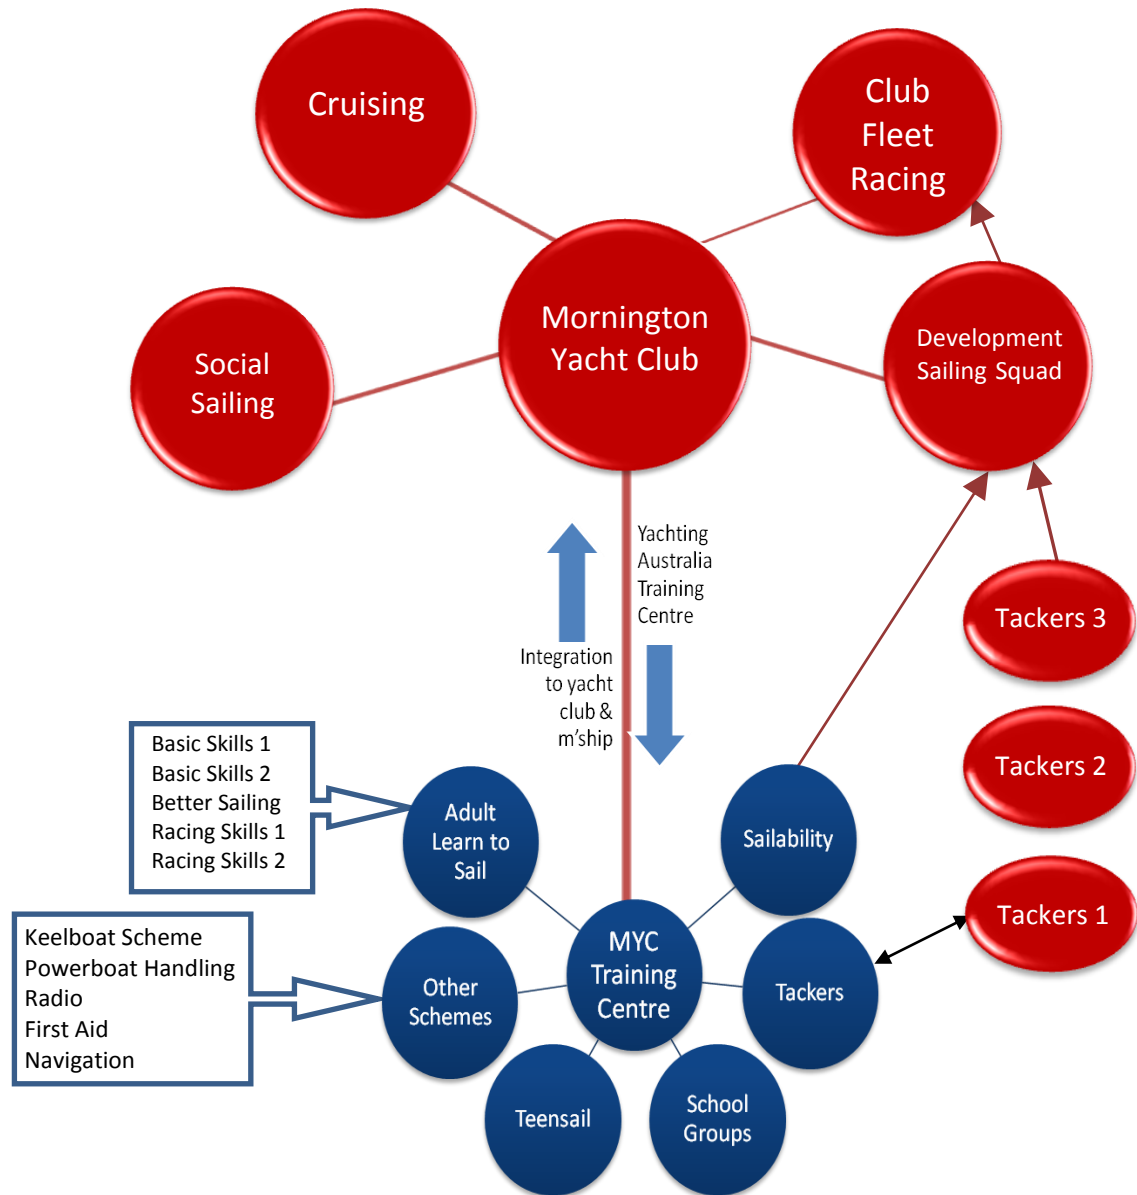 Cruising
Club
Fleet
Racing
Mornington
Yacht Club
Social
Sailing
Development
Sailing Squad
Yachting
Australia
Training
Centre
Integration
to yacht
club &
m'ship
Tackers 3
Tackers 2
Tackers 1
Basic Skills 1
Basic Skills 2
Better Sailing
Racing Skills 1
Racing Skills 2
Adult
Learn to
Sail
Sailability
Keelboat Scheme
Powerboat Handling
Radio
First Aid
Navigation
Other
Schemes
MYC
Training
Centre
Tackers
Teensail
School
Groups